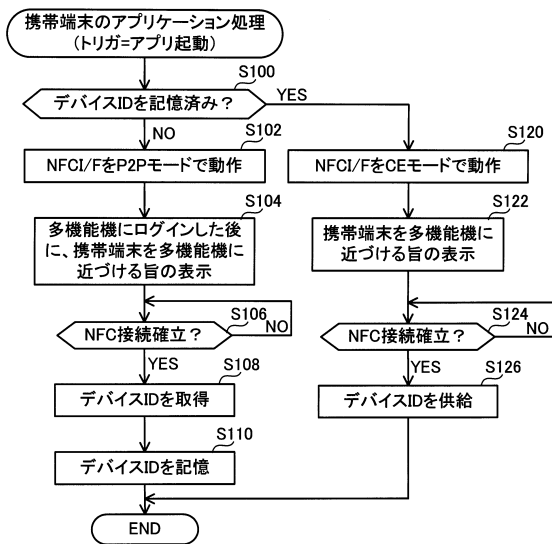 携帯端末のアプリケーション処理
(トリガ=アプリ起動)
S100
デバイスIDを記憶済み?
YES
NO
S102
NFCI/FをP2Pモードで動作
S104
多機能機にログインした後
に、携帯端末を多機能機に
近づける旨の表示
S106
NFC接続確立?
NO
YES
S108
デバイスIDを取得
S110
デバイスIDを記憶
S120
NFCI/FをCEモードで動作
S122
携帯端末を多機能機に
近づける旨の表示
S124
NFC接続確立?
NO
YES
S126
デバイスIDを供給
END